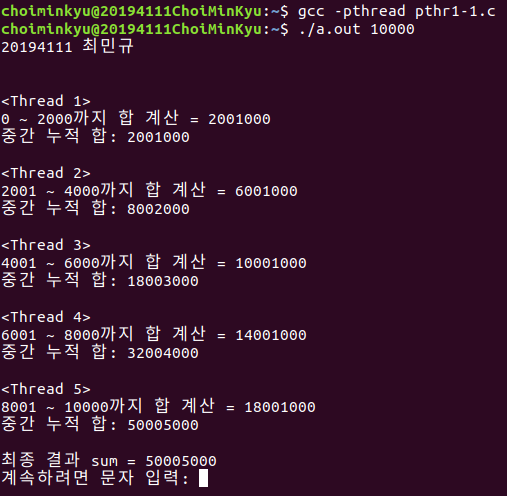 choiminkyu@20194111ChoiMinKyu:~$ gcc -pthread pthr1-1.c
choiminkyu@20194111ChoiMinKyu:~$ ./a.out 10000
20194111 최민규
<Thread 1>
0 ~ 2000까지 합 계산 = 2001000
중간 누적 합: 2001000
<Thread 2>
2001 ~ 4000까지 합 계산 = 6001000
중간 누적 합: 8002000
<Thread 3>
4001 ~ 6000까지 합 계산 = 10001000
중간 누적 합: 18003000
<Thread 4>
6001 ~ 8000까지 합 계산 = 14001000
중간 누적 합: 32004000
<Thread 5>
8001 ~ 10000까지 합 계산 = 18001000
중간 누적 합: 50005000
최종 결과 sum = 50005000
계속하려면 문자 입력: